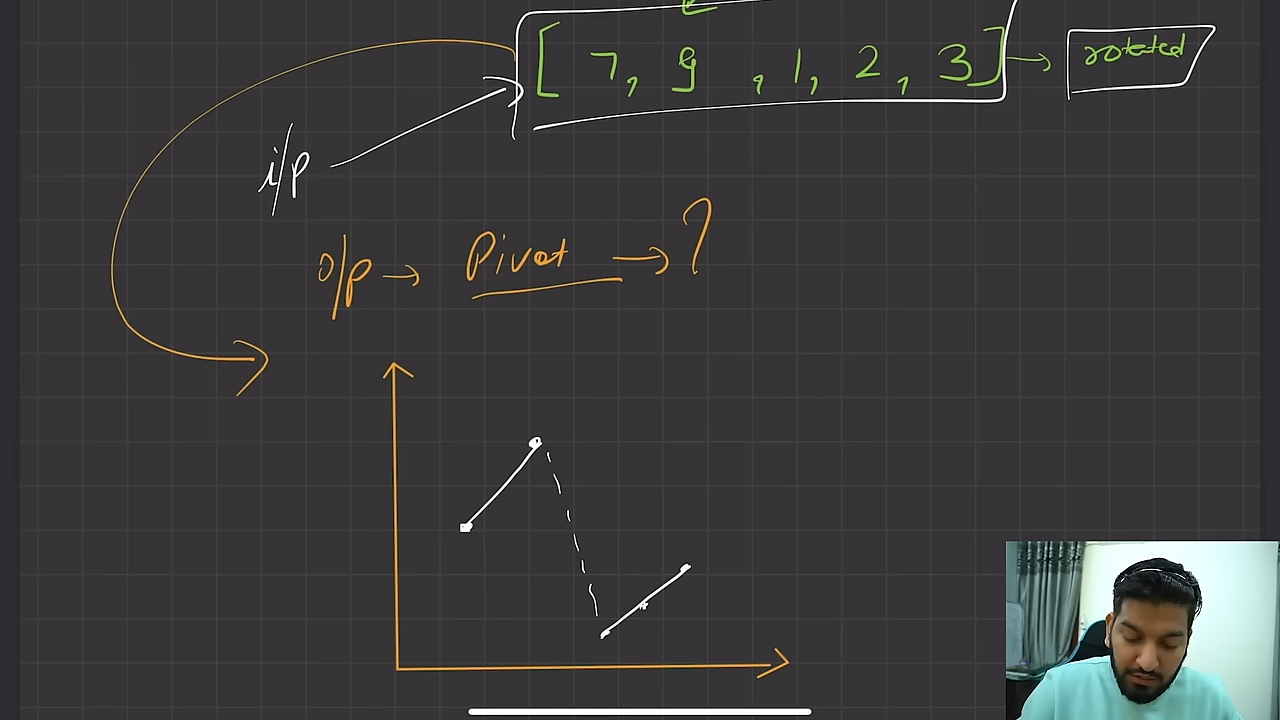 [ 7, 9, 1, 2, 3] → rotated
i/p
o/p → Pivot → ?